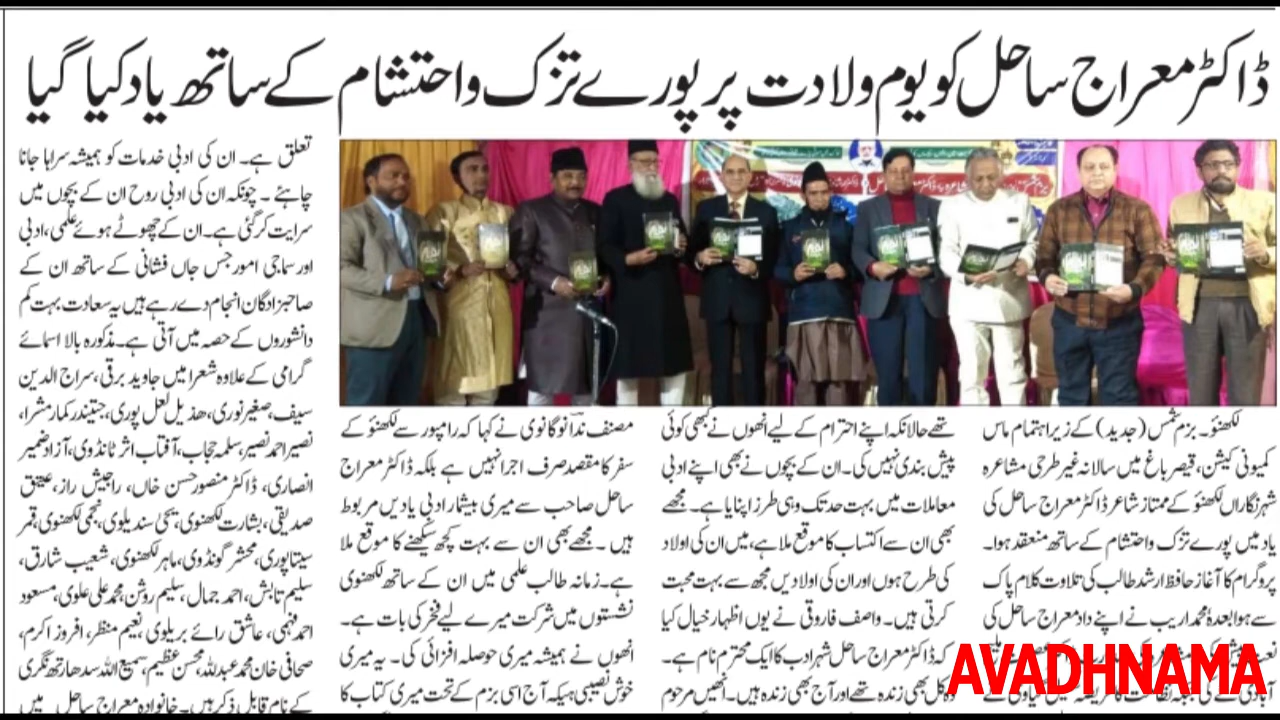 ڈاکٹر معراج ساحل کو یوم ولادت پر پورے تزک و احتشام کے ساتھ یاد کیا گیا
لکھنؤ۔ بزم شمس (جدید) کے زیر اہتمام ماس
کمیونی کیشن، قیصر باغ میں سالانہ غیر طرحی مشاعرہ
شہر نگاراں لکھنؤ کے ممتاز شاعر ڈاکٹر معراج ساحل کی
یاد میں پورے تزک و احتشام کے ساتھ منعقد ہوا۔
پروگرام کا آغاز حافظ ارشد طالب کی تلاوت کلام پاک
سے ہوا بعدہٗ محمد اریب نے اپنے دادا معراج ساحل کی
تھے حالانکہ اپنے احترام کے لیے انھوں نے کبھی کوئی
پیش بندی نہیں کی۔ ان کے بچوں نے بھی اپنے ادبی
معاملات میں بہت حد تک وہی طرز اپنایا ہے۔ مجھے
بھی ان سے اکتساب کا موقع ملا ہے، میں ان کی اولاد
کی طرح ہوں اور ان کی اولادیں مجھ سے بہت محبت
کرتی ہیں۔ واصف فاروقی نے یوں اظہار خیال کیا
کہ ڈاکٹر معراج ساحل شہر ادب کا ایک محترم نام ہے۔
وہ کل بھی زندہ تھے اور آج بھی زندہ ہیں۔ انھیں مرحوم
مصنف ندآنوگانوی نے کہا کہ رامپور سے لکھنؤ کے
سفر کا مقصد صرف اجرا نہیں ہے بلکہ ڈاکٹر معراج
ساحل صاحب سے میری بیشمار ادبی یادیں مربوط
ہیں ۔ مجھے بھی ان سے بہت کچھ سیکھنے کا موقع ملا
ہے۔ زمانہ طالب علمی میں ان کے ساتھ لکھنوی
نشستوں میں شرکت میرے لیے فخر کی بات ہے۔
انھوں نے ہمیشہ میری حوصلہ افزائی کی۔ یہ میری
خوش نصیبی ہیکہ آج اسی بزم کے تحت میری کتاب کا
تعلق ہے۔ ان کی ادبی خدمات کو ہمیشہ سراہا جانا
چاہئے ۔ چونکہ ان کی ادبی روح ان کے بچوں میں
سرایت کر گئی ہے۔ ان کے چھوٹے ہوئے علمی، ادبی
اور سماجی امور جس جاں فشانی کے ساتھ ان کے
صاحبزادگان انجام دے رہے ہیں یہ سعادت بہت کم
دانشوروں کے حصہ میں آتی ہے۔ مذکورہ بالا اسمائے
گرامی کے علاوہ شعرا میں جاوید برقی، سراج الدین
سیف، صغیر نوری، ھذیل لعل پوری، جتیندر کمار مشرا،
نصیر احمد نصیر، سلمہ حجاب، آفتاب اثر ٹانڈوی، آزاد ضمیر
انصاری، ڈاکٹر منصور حسن خاں، راجیش راز، عتیق
صدیقی، بشارت لکھنوی، یحیٰ سندیلوی، نجمی لکھنوی، قمر
سیتاپوری، محشر گونڈوی، ماہر لکھنوی، شعیب شارق،
سلیم تابش، احمد جمال، سلیم روشن، محمد علی علوی، مسعود
احمد فہمی، عاشق رائے بریلوی، نعیم منظر، افروز اکرم،
صحافی خان محمد عبداللہ، محسن عظیم، سمیع اللہ سدھارتھ نگری
کے نام قابل ذکر ہیں۔ خانوادہ معراج ساحل میں
AVADHNAMA